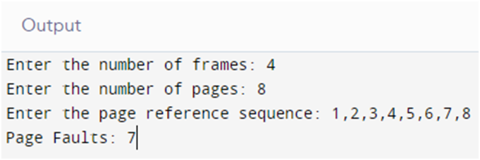 Output
Enter the number of frames: 4
Enter the number of pages: 8
Enter the page reference sequence: 1,2,3,4,5,6,7,8
Page Faults: 7